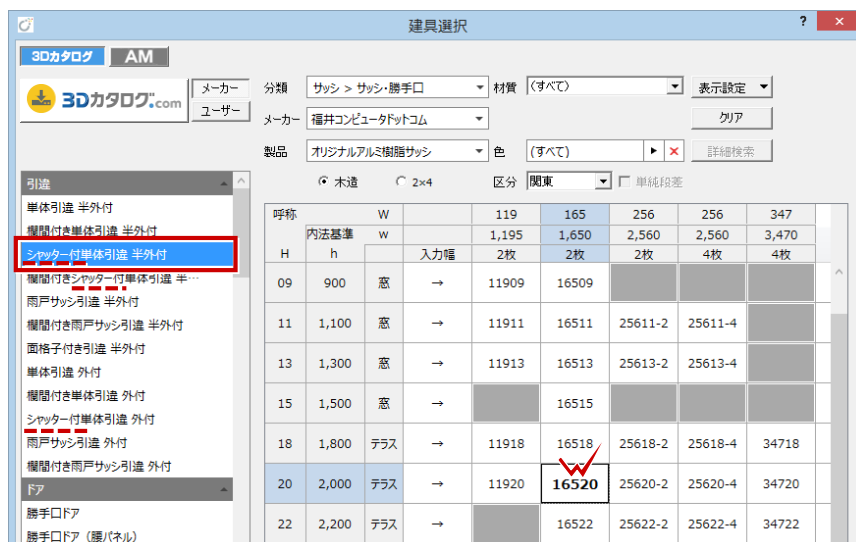 建具選択
?
×
3Dカタログ AM
3Dカタログ.com
メーカー
ユーザー
分類 サッシ > サッシ・勝手口 材質 (すべて) 表示設定
メーカー 福井コンピュータドットコム クリア
製品 オリジナルアルミ樹脂サッシ 色 (すべて) × 詳細検索
木造 2×4 区分 関東 単純段差
引違
単体引違 半外付
欄間付き単体引違 半外付
シャッター付単体引違 半外付
欄間付きシャッター付単体引違 半…
雨戸サッシ引違 半外付
欄間付き雨戸サッシ引違 半外付
面格子付き引違 半外付
単体引違 外付
欄間付き単体引違 外付
シャッター付単体引違 外付
雨戸サッシ引違 外付
欄間付き雨戸サッシ引違 外付
ドア
勝手口ドア
勝手口ドア (腰パネル)
呼称 W 119 165 256 256 347
内法基準 w 1,195 1,650 2,560 2,560 3,470
H h 入力幅 2枚 2枚 2枚 4枚 4枚
09 900 窓 → 11909 16509
11 1,100 窓 → 11911 16511 25611-2 25611-4
13 1,300 窓 → 11913 16513 25613-2 25613-4
15 1,500 窓 → 16515
18 1,800 テラス → 11918 16518 25618-2 25618-4 34718
20 2,000 テラス → 11920 16520 25620-2 25620-4 34720
22 2,200 テラス → 16522 25622-2 25622-4 34722